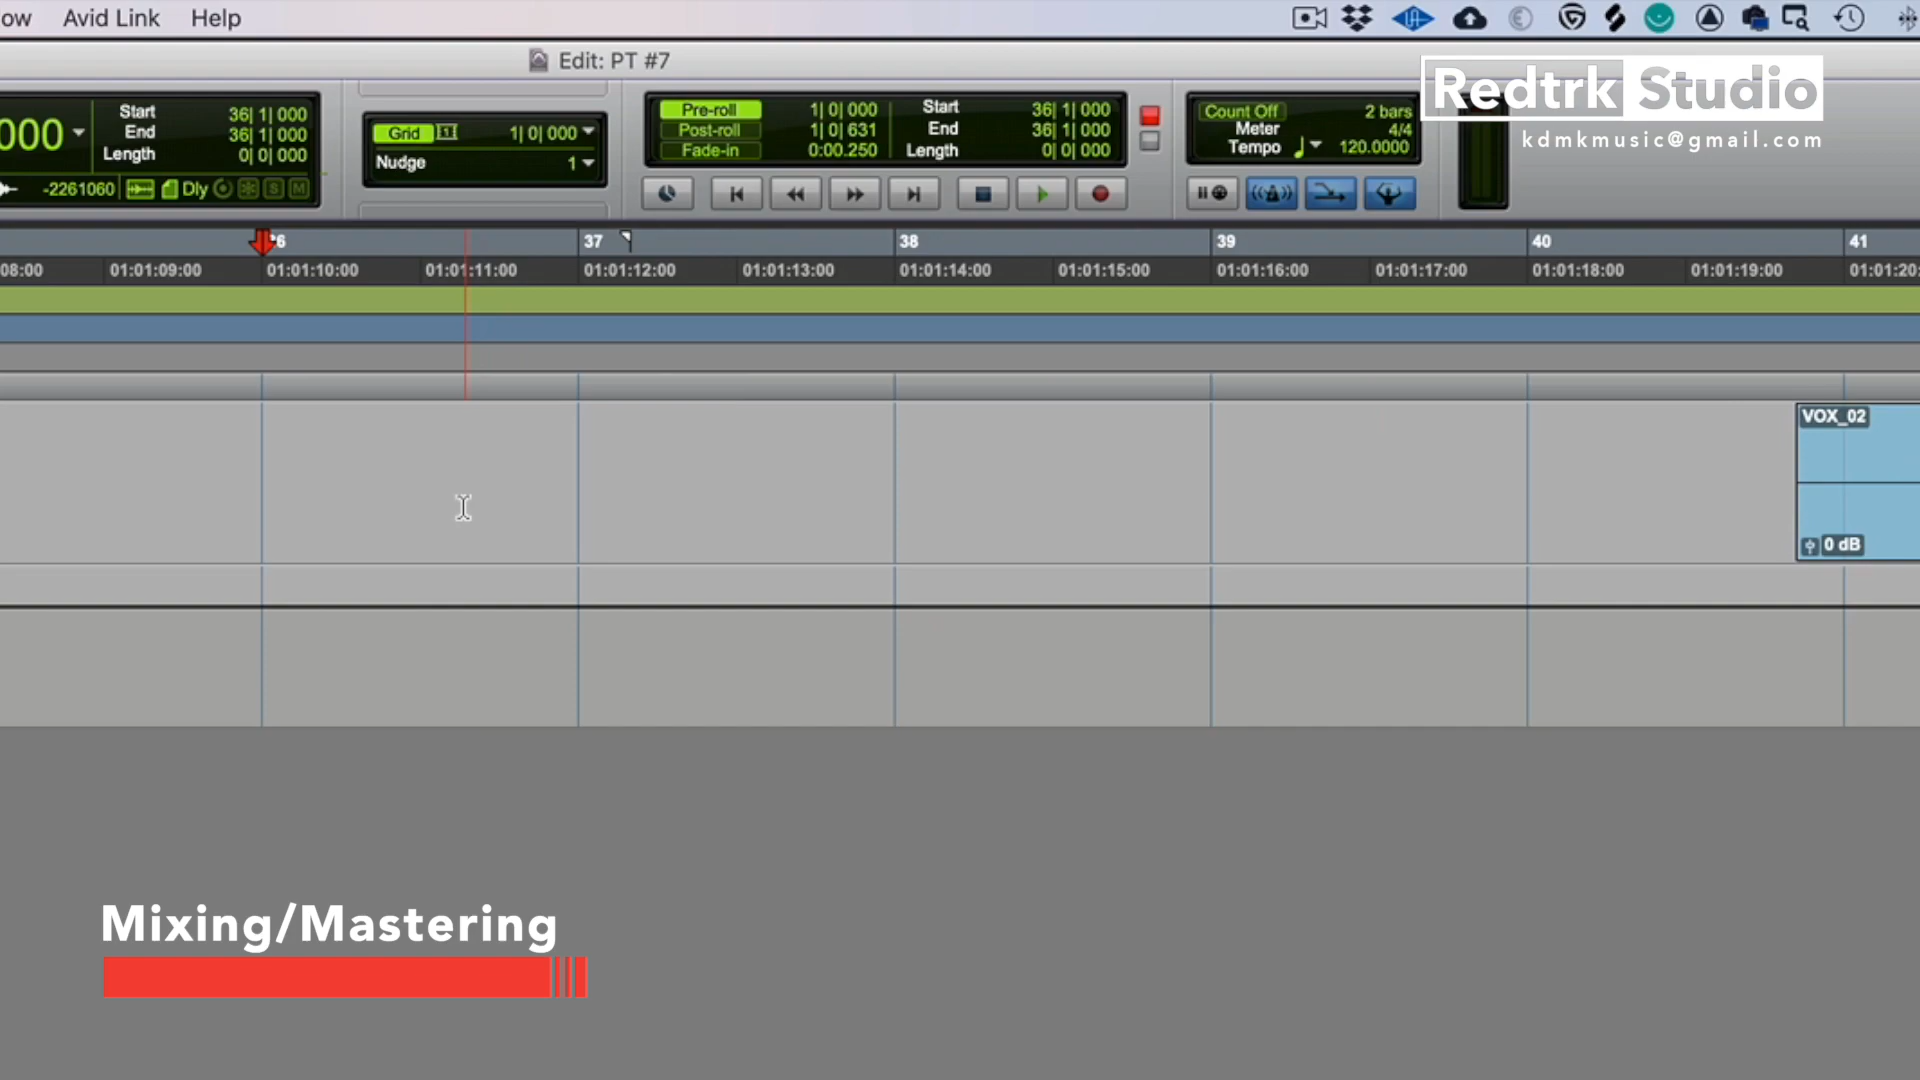 ow Avid Link Help
Edit: PT #7
Redtrk Studio
kdmkmusic@gmail.com
000
Start 36| 1| 000
End 36| 1| 000
Length 0| 0| 000
-2261060 Dly S M
Grid 1| 0| 000
Nudge 1
Pre-roll 1| 0| 000
Post-roll 1| 0| 631
Fade-in 0:00.250
Start 36| 1| 000
End 36| 1| 000
Length 0| 0| 000
Count Off 2 bars
Meter 4/4
Tempo 120.0000
6 37 38 39 40 41
08:00 01:01:09:00 01:01:10:00 01:01:11:00 01:01:12:00 01:01:13:00 01:01:14:00 01:01:15:00 01:01:16:00 01:01:17:00 01:01:18:00 01:01:19:00 01:01:20:
VOX_02
0 dB
Mixing/Mastering